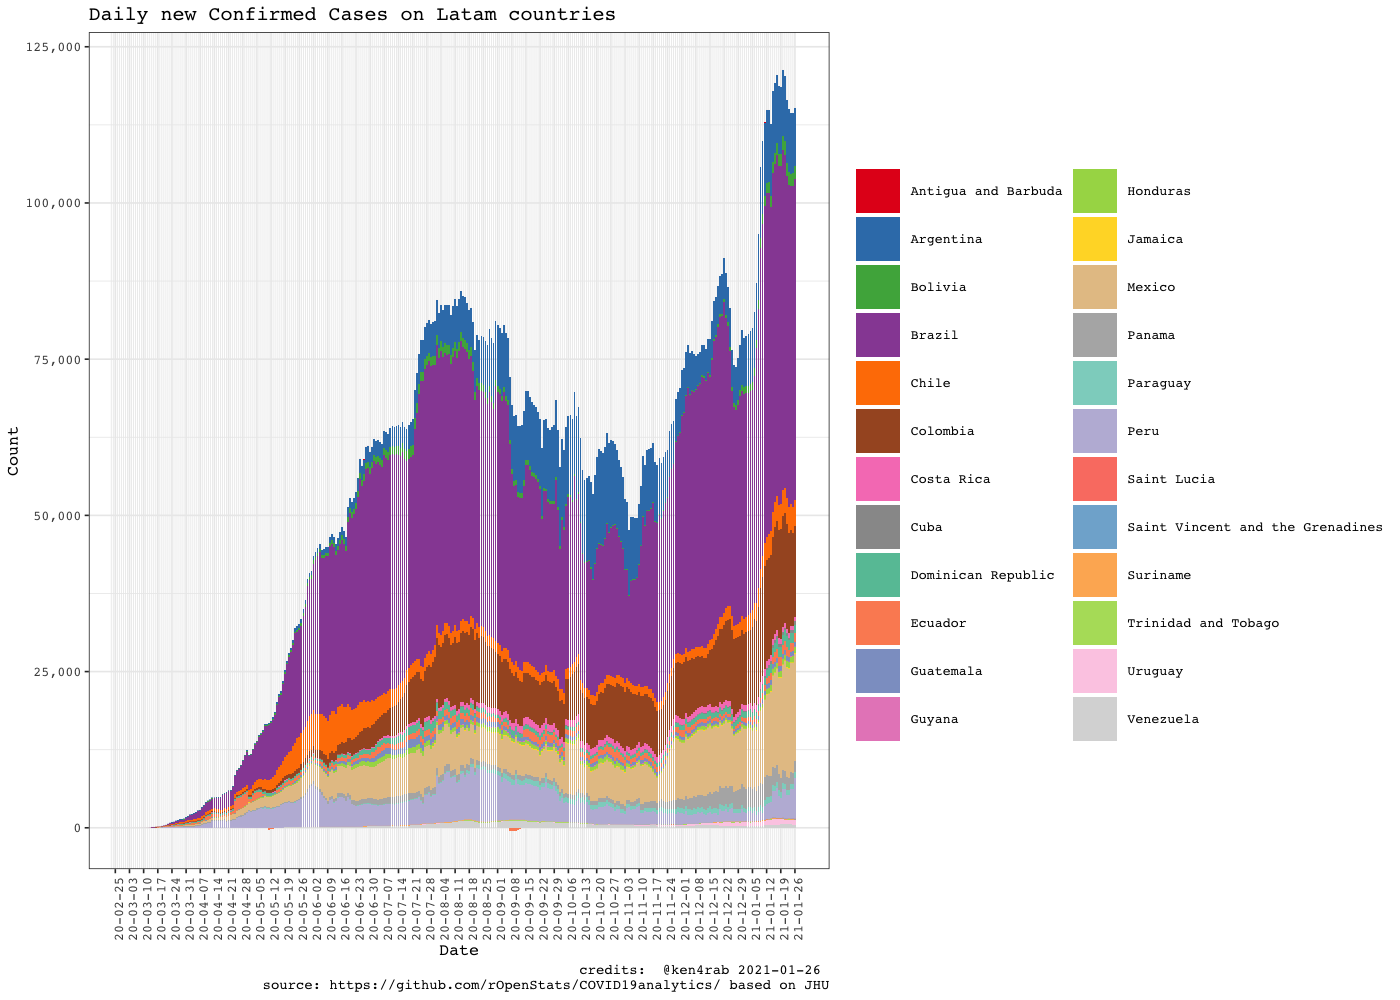 Daily new Confirmed Cases on Latam countries
125,000
100,000
75,000
50,000
25,000
0
Count
20-02-25
20-03-03
20-03-10
20-03-17
20-03-24
20-03-31
20-04-07
20-04-14
20-04-21
20-04-28
20-05-05
20-05-12
20-05-19
20-05-26
20-06-02
20-06-09
20-06-16
20-06-23
20-06-30
20-07-07
20-07-14
20-07-21
20-07-28
20-08-04
20-08-11
20-08-18
20-08-25
20-09-01
20-09-08
20-09-15
20-09-22
20-09-29
20-10-06
20-10-13
20-10-20
20-10-27
20-11-03
20-11-10
20-11-17
20-11-24
20-12-01
20-12-08
20-12-15
20-12-22
20-12-29
21-01-05
21-01-12
21-01-19
21-01-26
Date
Antigua and Barbuda
Argentina
Bolivia
Brazil
Chile
Colombia
Costa Rica
Cuba
Dominican Republic
Ecuador
Guatemala
Guyana
Honduras
Jamaica
Mexico
Panama
Paraguay
Peru
Saint Lucia
Saint Vincent and the Grenadines
Suriname
Trinidad and Tobago
Uruguay
Venezuela
credits:  @ken4rab 2021-01-26
source: https://github.com/rOpenStats/COVID19analytics/ based on JHU